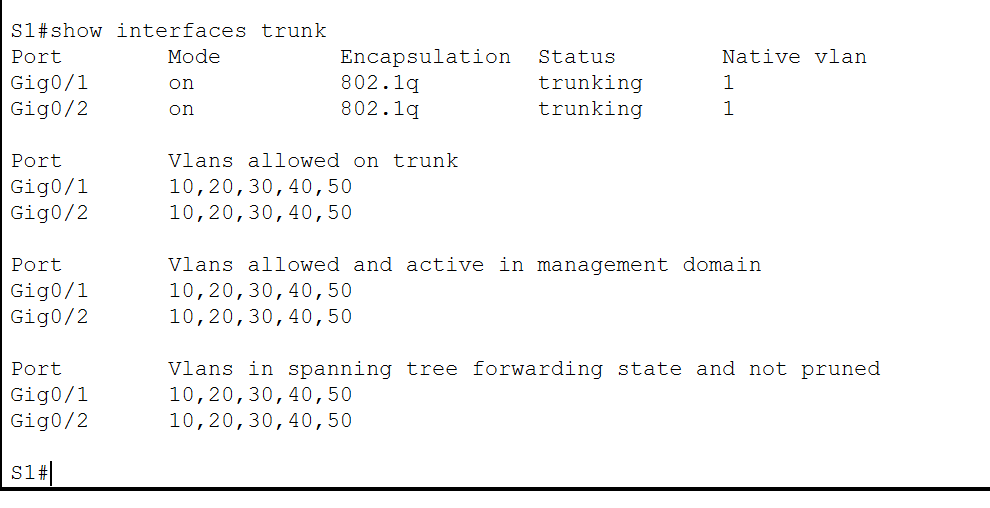 S1#show interfaces trunk
Port Mode Encapsulation Status Native vlan
Gig0/1 on 802.1q trunking 1
Gig0/2 on 802.1q trunking 1
Port Vlans allowed on trunk
Gig0/1 10,20,30,40,50
Gig0/2 10,20,30,40,50
Port Vlans allowed and active in management domain
Gig0/1 10,20,30,40,50
Gig0/2 10,20,30,40,50
Port Vlans in spanning tree forwarding state and not pruned
Gig0/1 10,20,30,40,50
Gig0/2 10,20,30,40,50
S1#